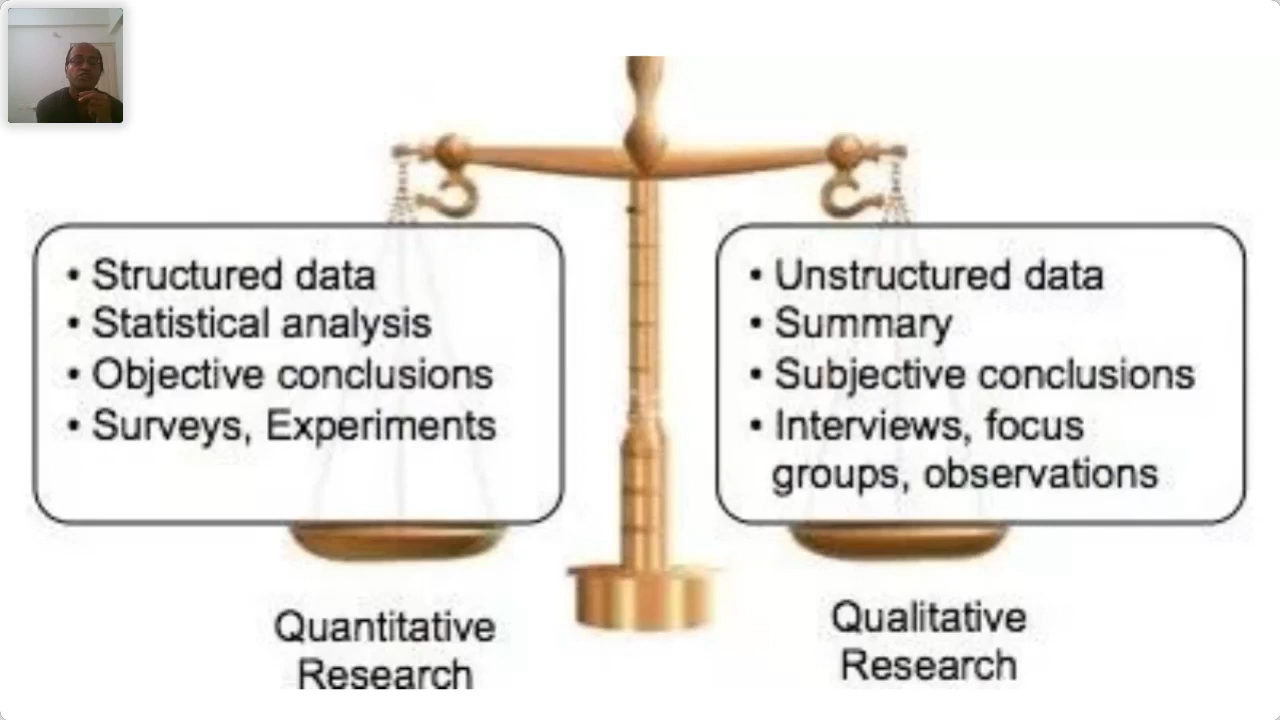 • Structured data
• Statistical analysis
• Objective conclusions
• Surveys, Experiments
Quantitative
Research
• Unstructured data
• Summary
• Subjective conclusions
• Interviews, focus
groups, observations
Qualitative
Research